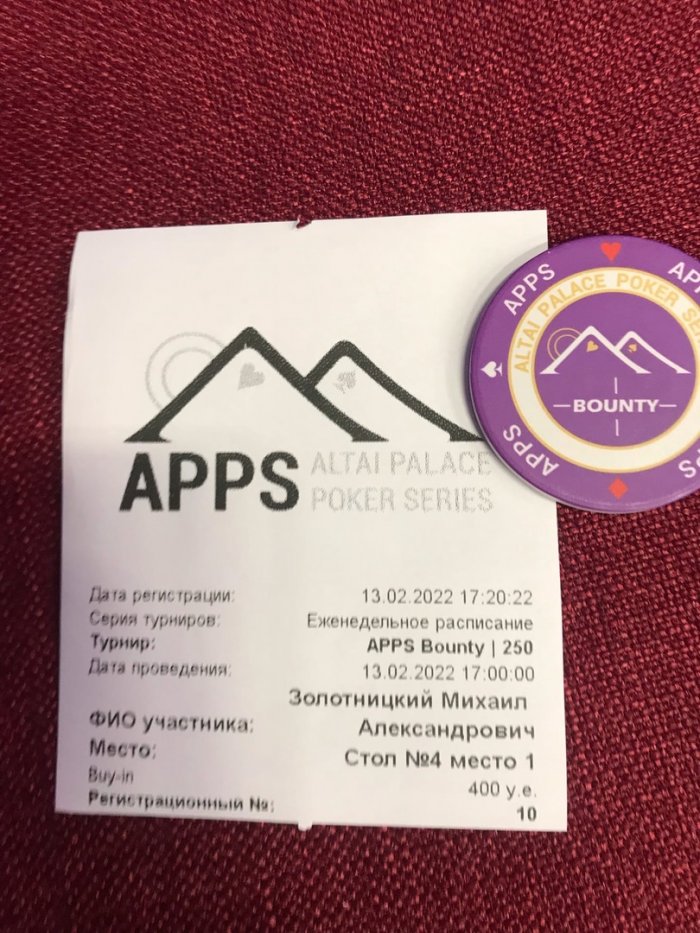 APPS ALTAI PALACE
POKER SERIES
Дата регистрации: 13.02.2022 17:20:22
Серия турниров: Еженедельное расписание
Турнир: APPS Bounty | 250
Дата проведения: 13.02.2022 17:00:00
ФИО участника: Золотницкий Михаил
Александрович
Место: Стол №4 место 1
Buy-in 400 у.е.
Регистрационный №: 10
APPS
AP
ALTAI PALACE POKER SE
BOUNTY
APPS